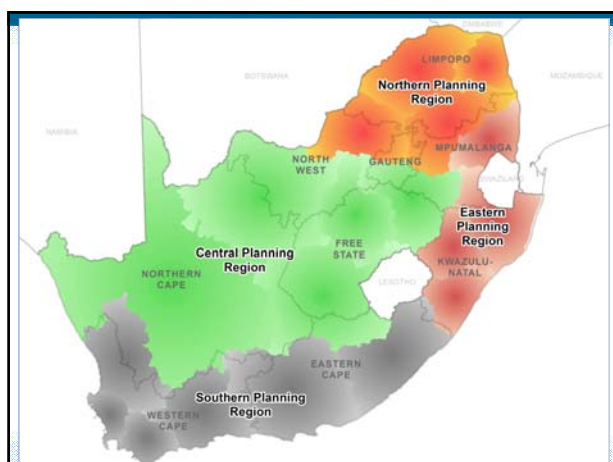 ZIMBABWE
LIMPOPO
BOTSWANA
MOZAMBIQUE
Northern Planning
Region
NAMIBIA
MPUMALANGA
NORTH
WEST
GAUTENG
SWAZILAND
Eastern
Planning
Region
Central Planning
Region
FREE
STATE
KWAZULU-
NATAL
NORTHERN
CAPE
LESOTHO
EASTERN
CAPE
Southern Planning
Region
WESTERN
CAPE